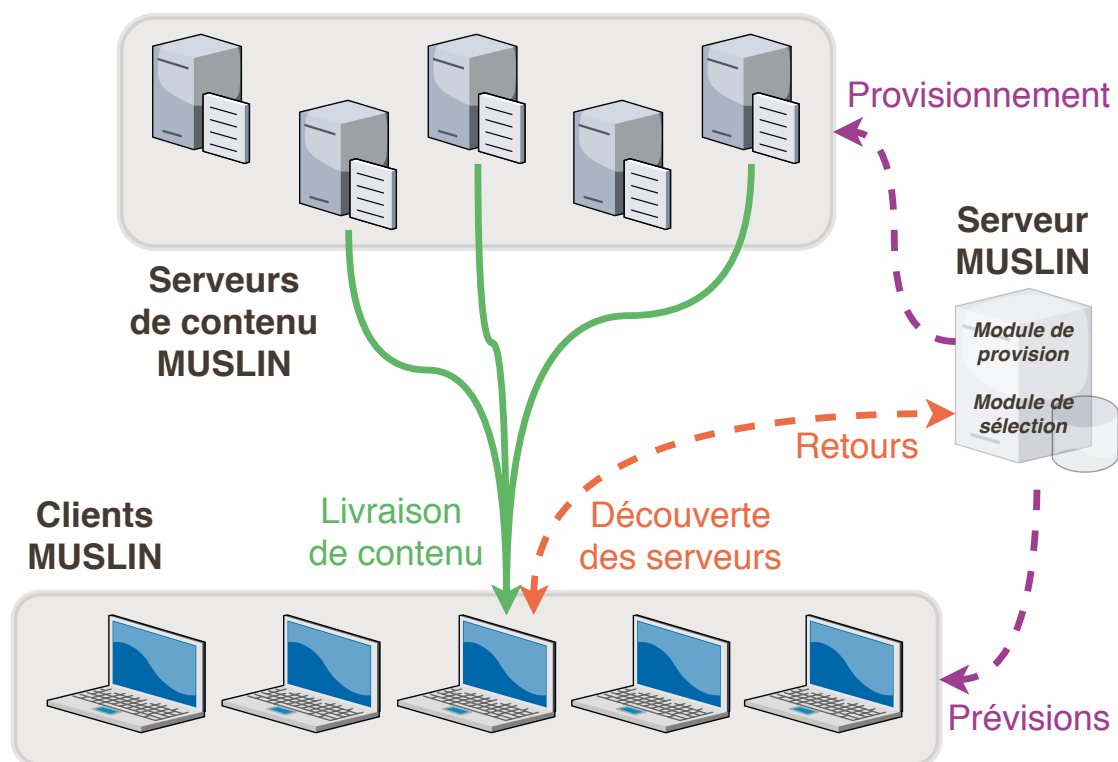 Provisionnement
Serveur
MUSLIN
Serveurs
de contenu
MUSLIN
Module de
provision
Module de
sélection
Retours
Clients
MUSLIN
Livraison
de contenu
Découverte
des serveurs
Prévisions